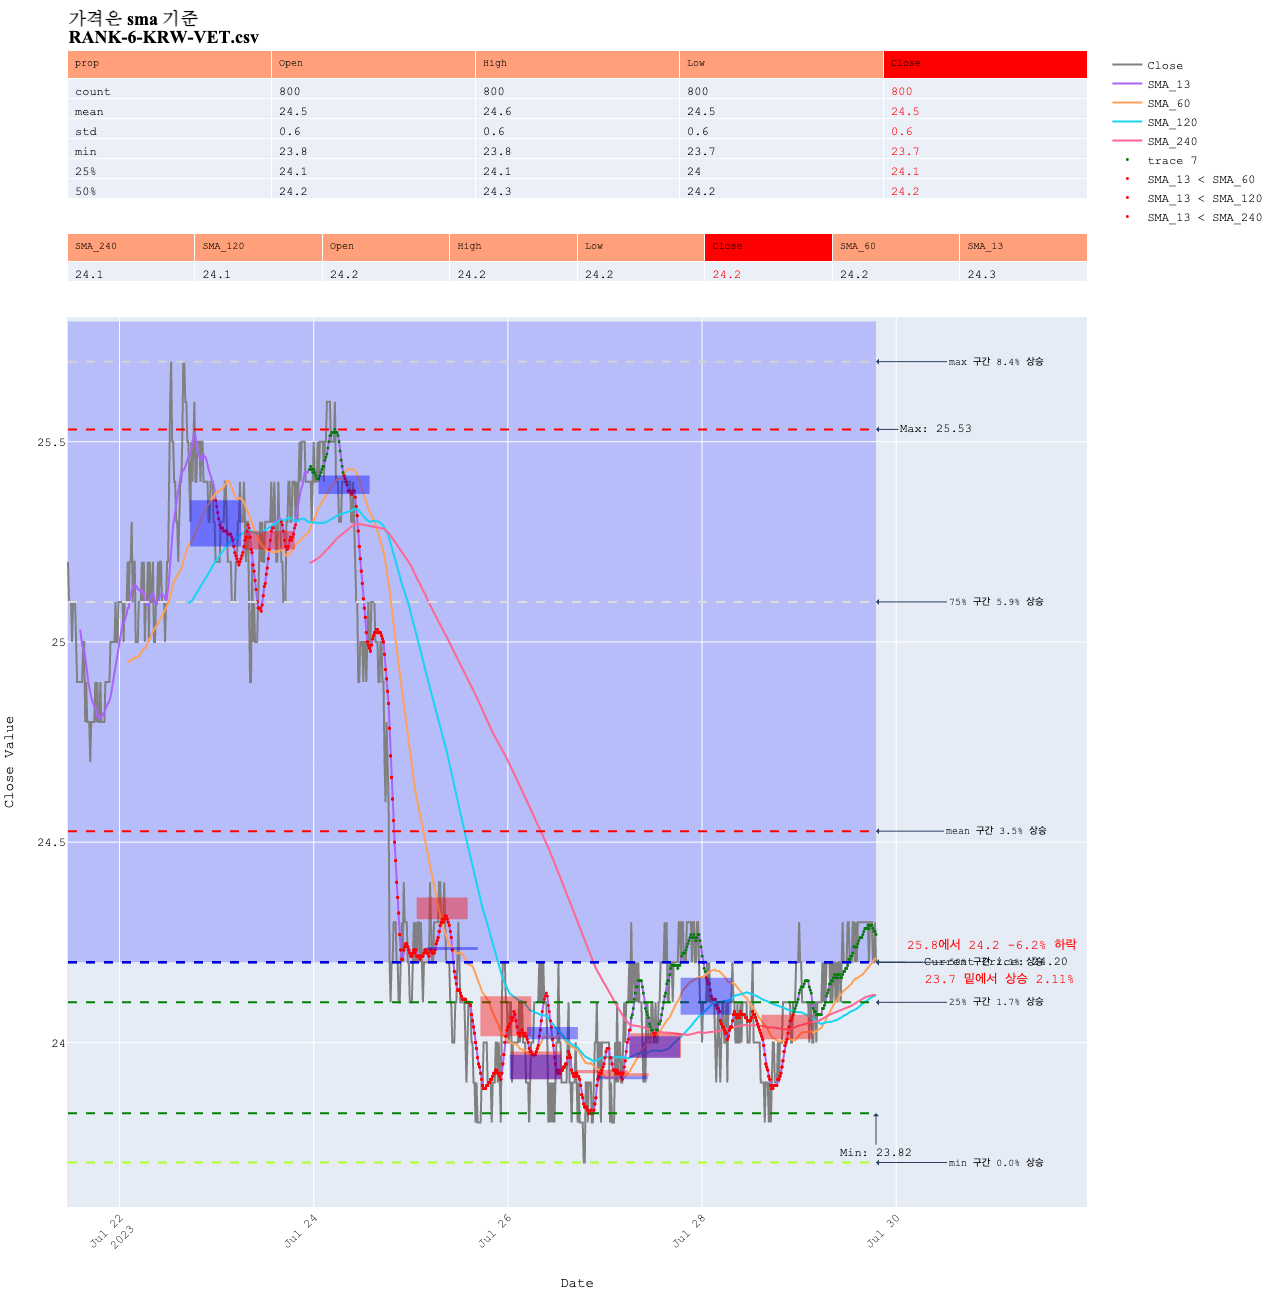 가격은 sma 기준
RANK-6-KRW-VET.csv
prop Open High Low Close
count 800 800 800 800
mean 24.5 24.6 24.5 24.5
std 0.6 0.6 0.6 0.6
min 23.8 23.8 23.7 23.7
25% 24.1 24.1 24 24.1
50% 24.2 24.3 24.2 24.2
Close
SMA_13
SMA_60
SMA_120
SMA_240
trace 7
SMA_13 < SMA_60
SMA_13 < SMA_120
SMA_13 < SMA_240
SMA_240 SMA_120 Open High Low Close SMA_60 SMA_13
24.1 24.1 24.2 24.2 24.2 24.2 24.2 24.3
max 구간 8.4% 상승
Max: 25.53
25.5
75% 구간 5.9% 상승
25
mean 구간 3.5% 상승
24.5
25.8에서 24.2 -6.2% 하락
Current Price: 24.20
23.7 밑에서 상승 2.11%
25% 구간 1.7% 상승
24
Min: 23.82
min 구간 0.0% 상승
Close Value
Jul 22
2023
Jul 24
Jul 26
Jul 28
Jul 30
Date